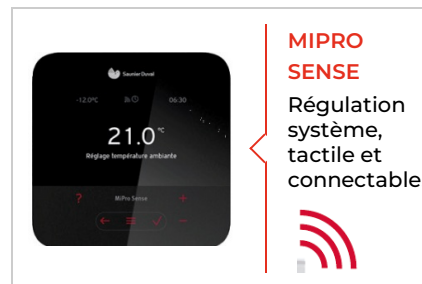 Saunier Duval
-12.0°C 06:30
21.0°C
Réglage température ambiante
? MiPro Sense +
-
MIPRO
SENSE
Régulation
système,
tactile et
connectable